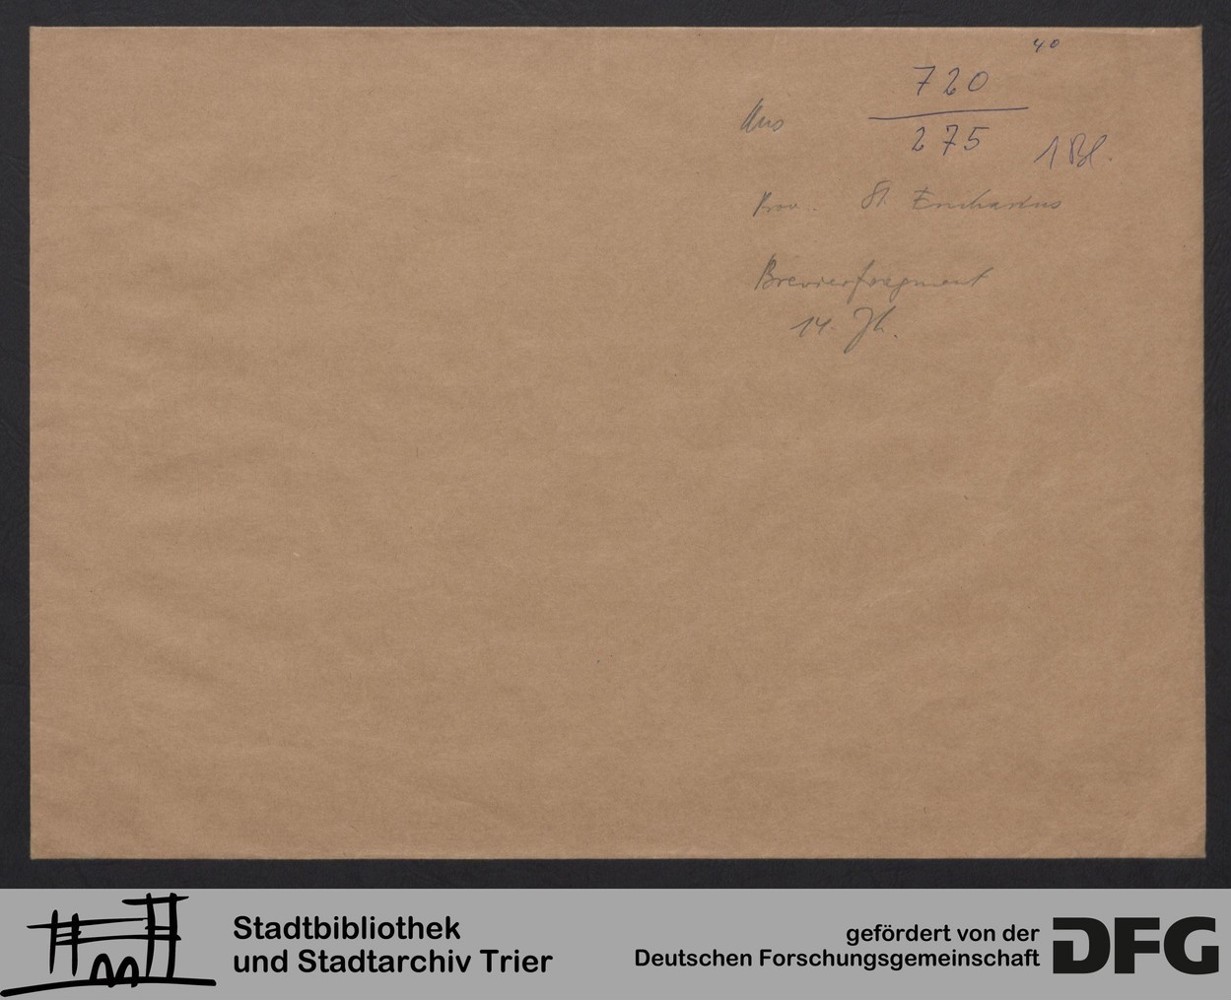 40
720
Aus
275 1 Bl.
Prov. St. Eucharius
Brevierfragment
14. Jh.
Stadtbibliothek
und Stadtarchiv Trier
gefördert von der
Deutschen Forschungsgemeinschaft
DFG